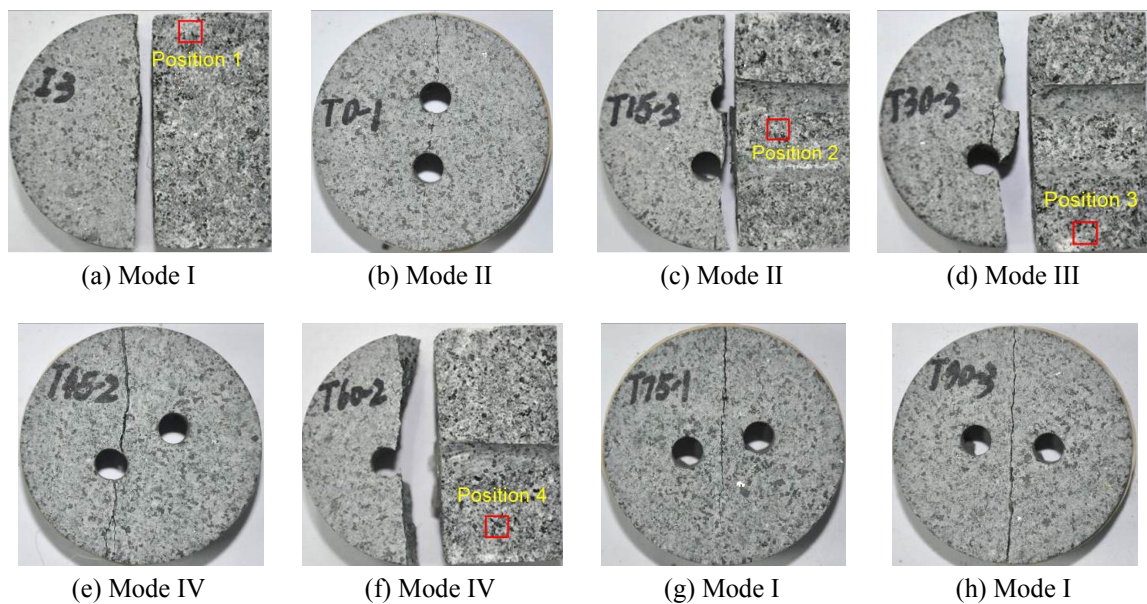 I3
Position 1
T0-1
T15-3
Position 2
T30-3
Position 3
(a) Mode I
(b) Mode II
(c) Mode II
(d) Mode III
T45-2
T60-2
Position 4
T75-1
T90-3
(e) Mode IV
(f) Mode IV
(g) Mode I
(h) Mode I